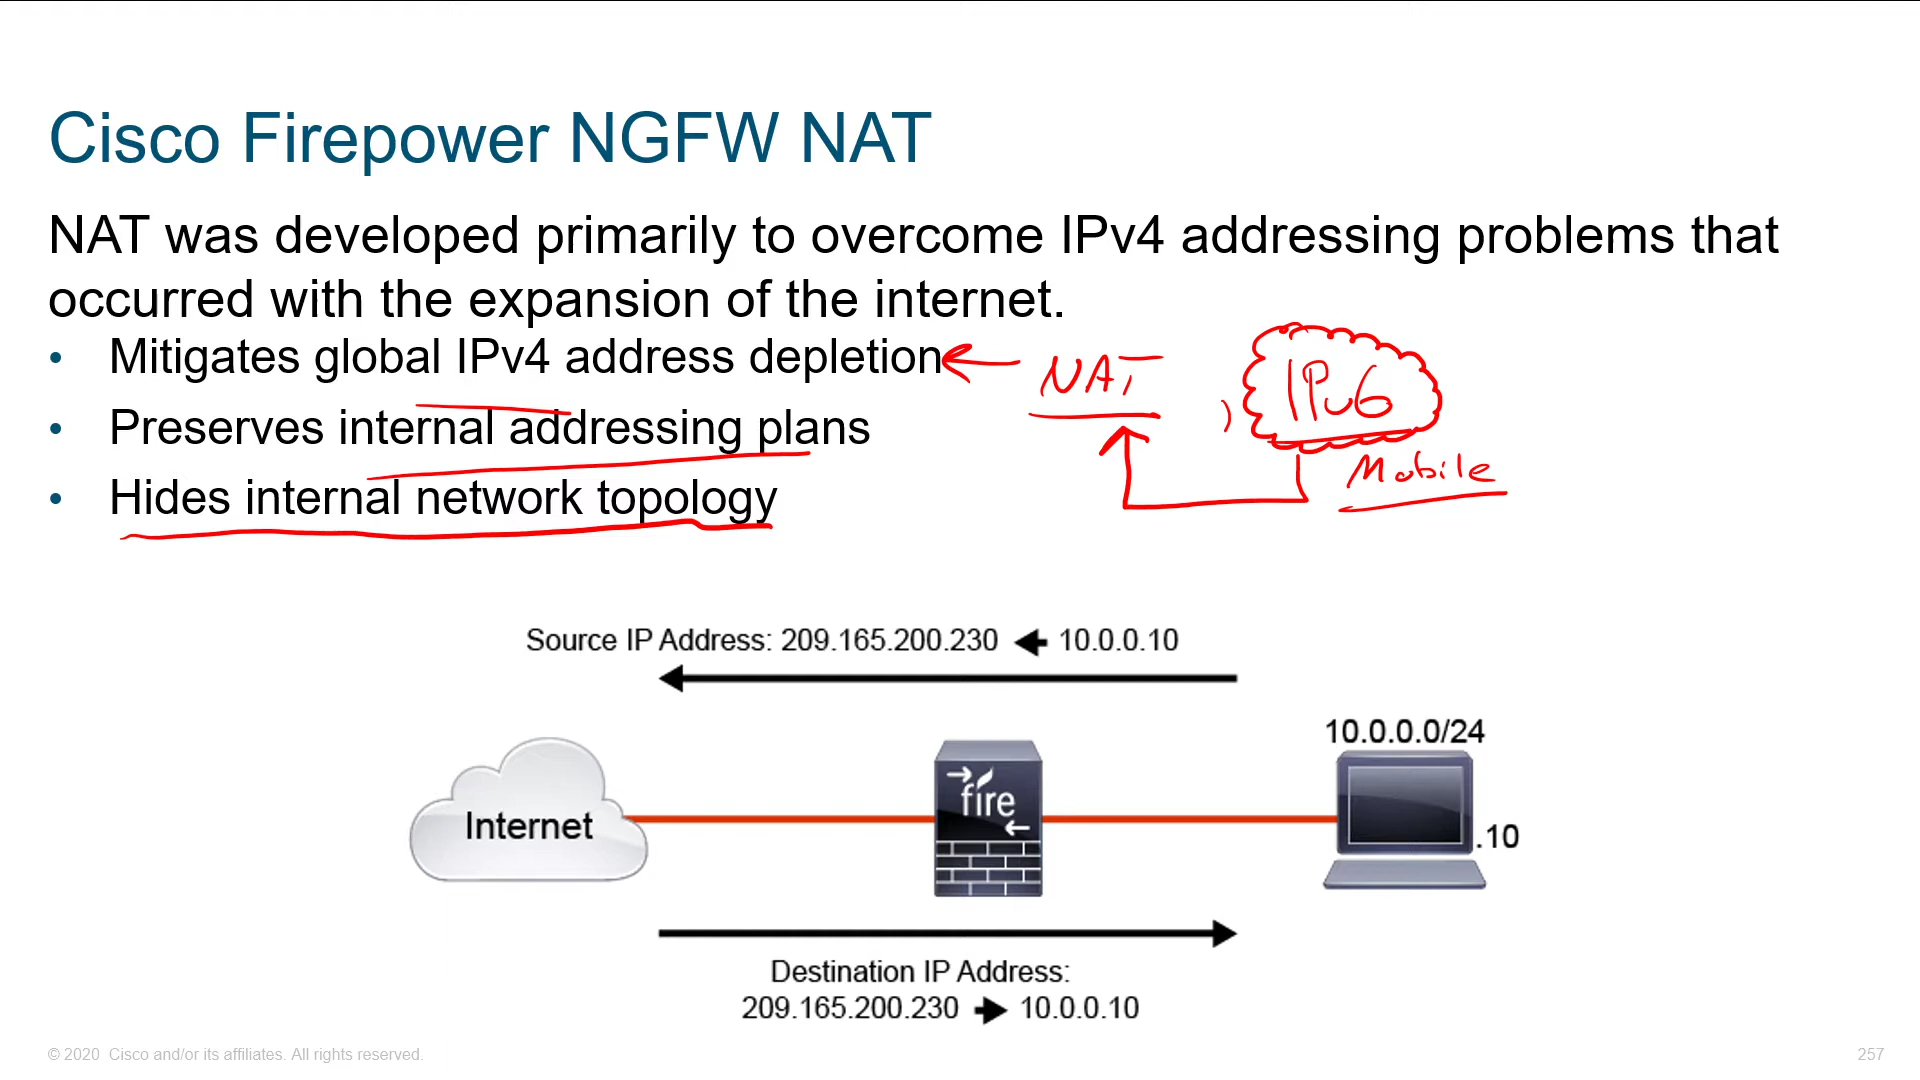 Cisco Firepower NGFW NAT
NAT was developed primarily to overcome IPv4 addressing problems that
occurred with the expansion of the internet.
• Mitigates global IPv4 address depletion
NAT
IPv6
• Preserves internal addressing plans
Mobile
• Hides internal network topology
Source IP Address: 209.165.200.230 10.0.0.10
10.0.0.0/24
fire
Internet
.10
Destination IP Address:
209.165.200.230 10.0.0.10
© 2020 Cisco and/or its affiliates. All rights reserved.
257